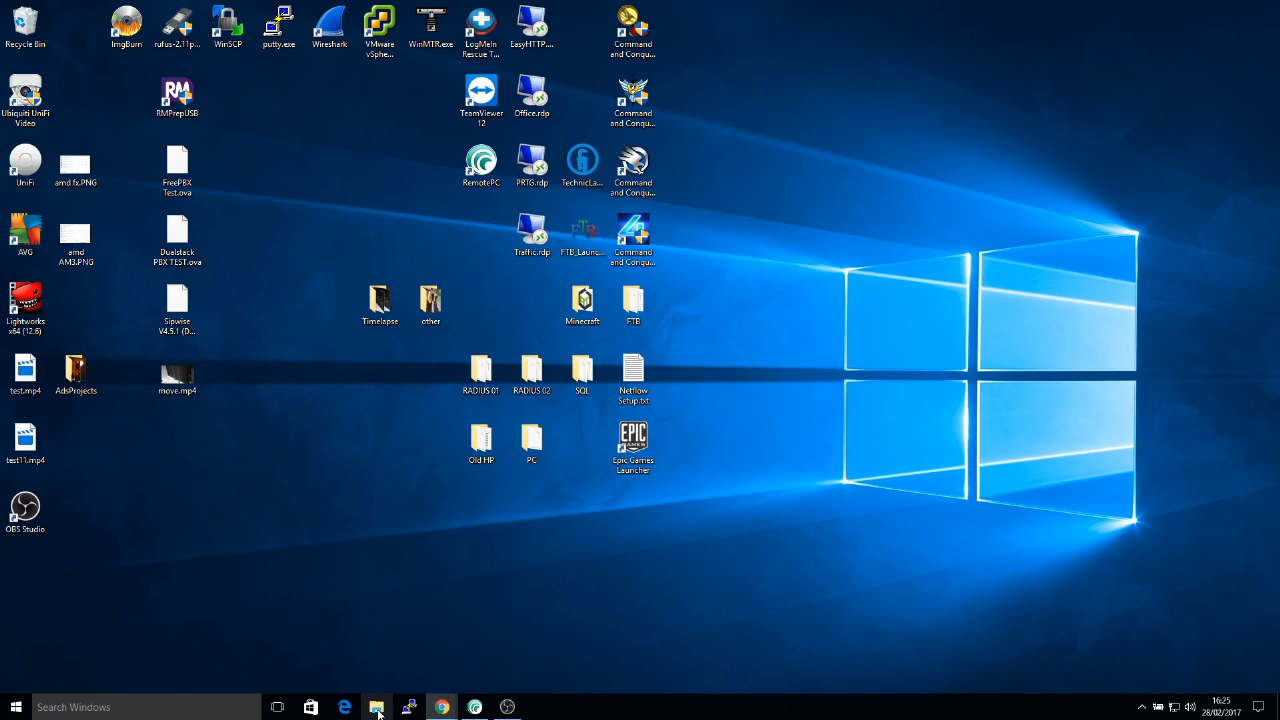 Recycle Bin
ImgBurn
rufus-2.11p...
WinSCP
putty.exe
Wireshark
VMware
vSphe...
WinMTR.exe
LogMeIn
Rescue T...
EasyHTTP....
Command
and Conqu...
Ubiquiti UniFi
Video
RM
RMPrepUSB
TeamViewer
12
Office.rdp
Command
and Conqu...
UniFi
amd fx.PNG
FreePBX
Test.ova
RemotePC
PRTG.rdp
TechnicLa...
Command
and Conqu...
AVG
amd
AM3.PNG
Dualstack
PBX TEST.ova
Traffic.rdp
FTB
FTB_Launc...
4
Command
and Conqu...
Lightworks
x64 (12.6)
Sipwise
V4.5.1 (D...
Timelapse
other
Minecraft
FTB
test.mp4
AdsProjects
move.mp4
RADIUS 01
RADIUS 02
SQL
Netflow
Setup.txt
test11.mp4
Old HP
PC
EPIC
GAMES
Epic Games
Launcher
OBS Studio
Search Windows
16:25
28/02/2017